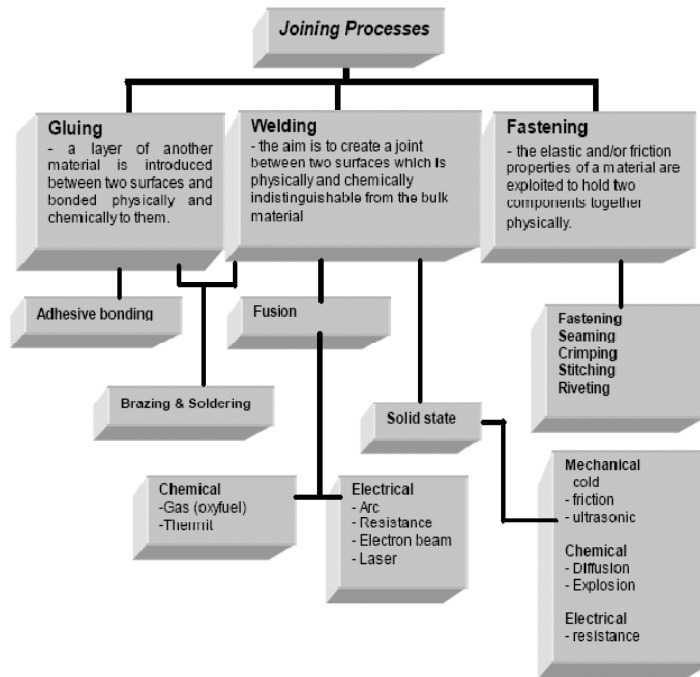 Joining Processes
Gluing
- a layer of another
material is introduced
between two surfaces and
bonded physically and
chemically to them.
Welding
- the aim is to create a joint
between two surfaces which is
physically and chemically
indistinguishable from the bulk
material
Fastening
- the elastic and/or friction
properties of a material are
exploited to hold two
components together
physically.
Adhesive bonding
Fusion
Fastening
Seaming
Crimping
Stitching
Riveting
Brazing & Soldering
Solid state
Chemical
-Gas (oxyfuel)
-Thermit
Electrical
- Arc
- Resistance
- Electron beam
- Laser
Mechanical
cold
- friction
- ultrasonic
Chemical
- Diffusion
- Explosion
Electrical
- resistance